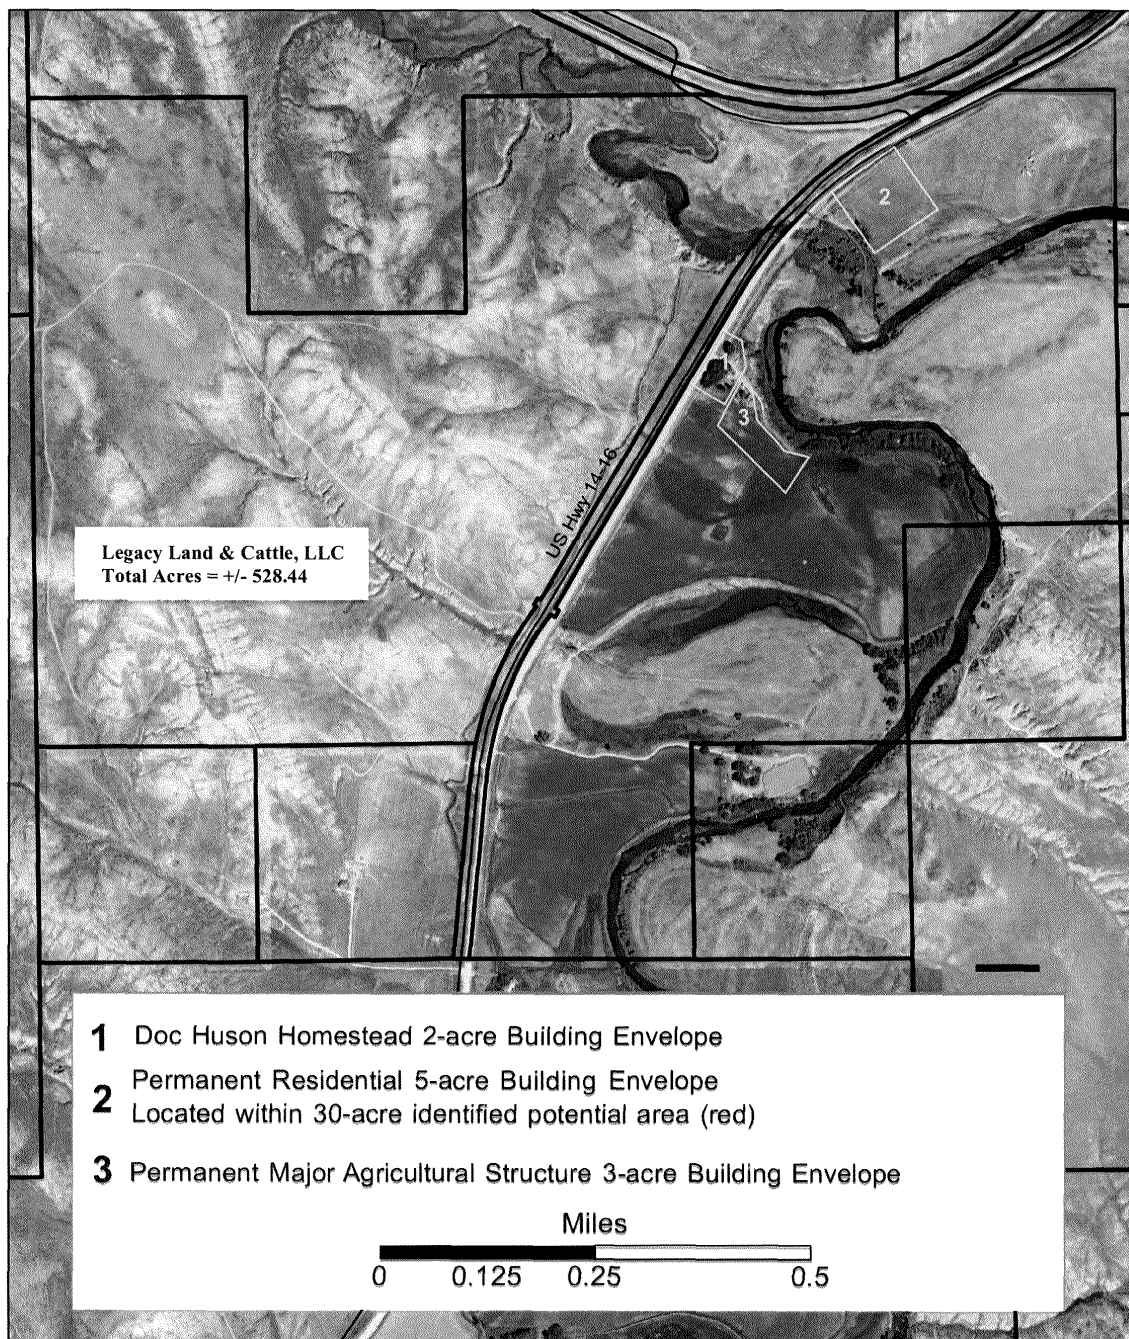 2
1
3
US Hwy 14-16
Legacy Land & Cattle, LLC
Total Acres = +/- 528.44
1 Doc Huson Homestead 2-acre Building Envelope
2 Permanent Residential 5-acre Building Envelope
Located within 30-acre identified potential area (red)
3 Permanent Major Agricultural Structure 3-acre Building Envelope
Miles
0 0.125 0.25 0.5